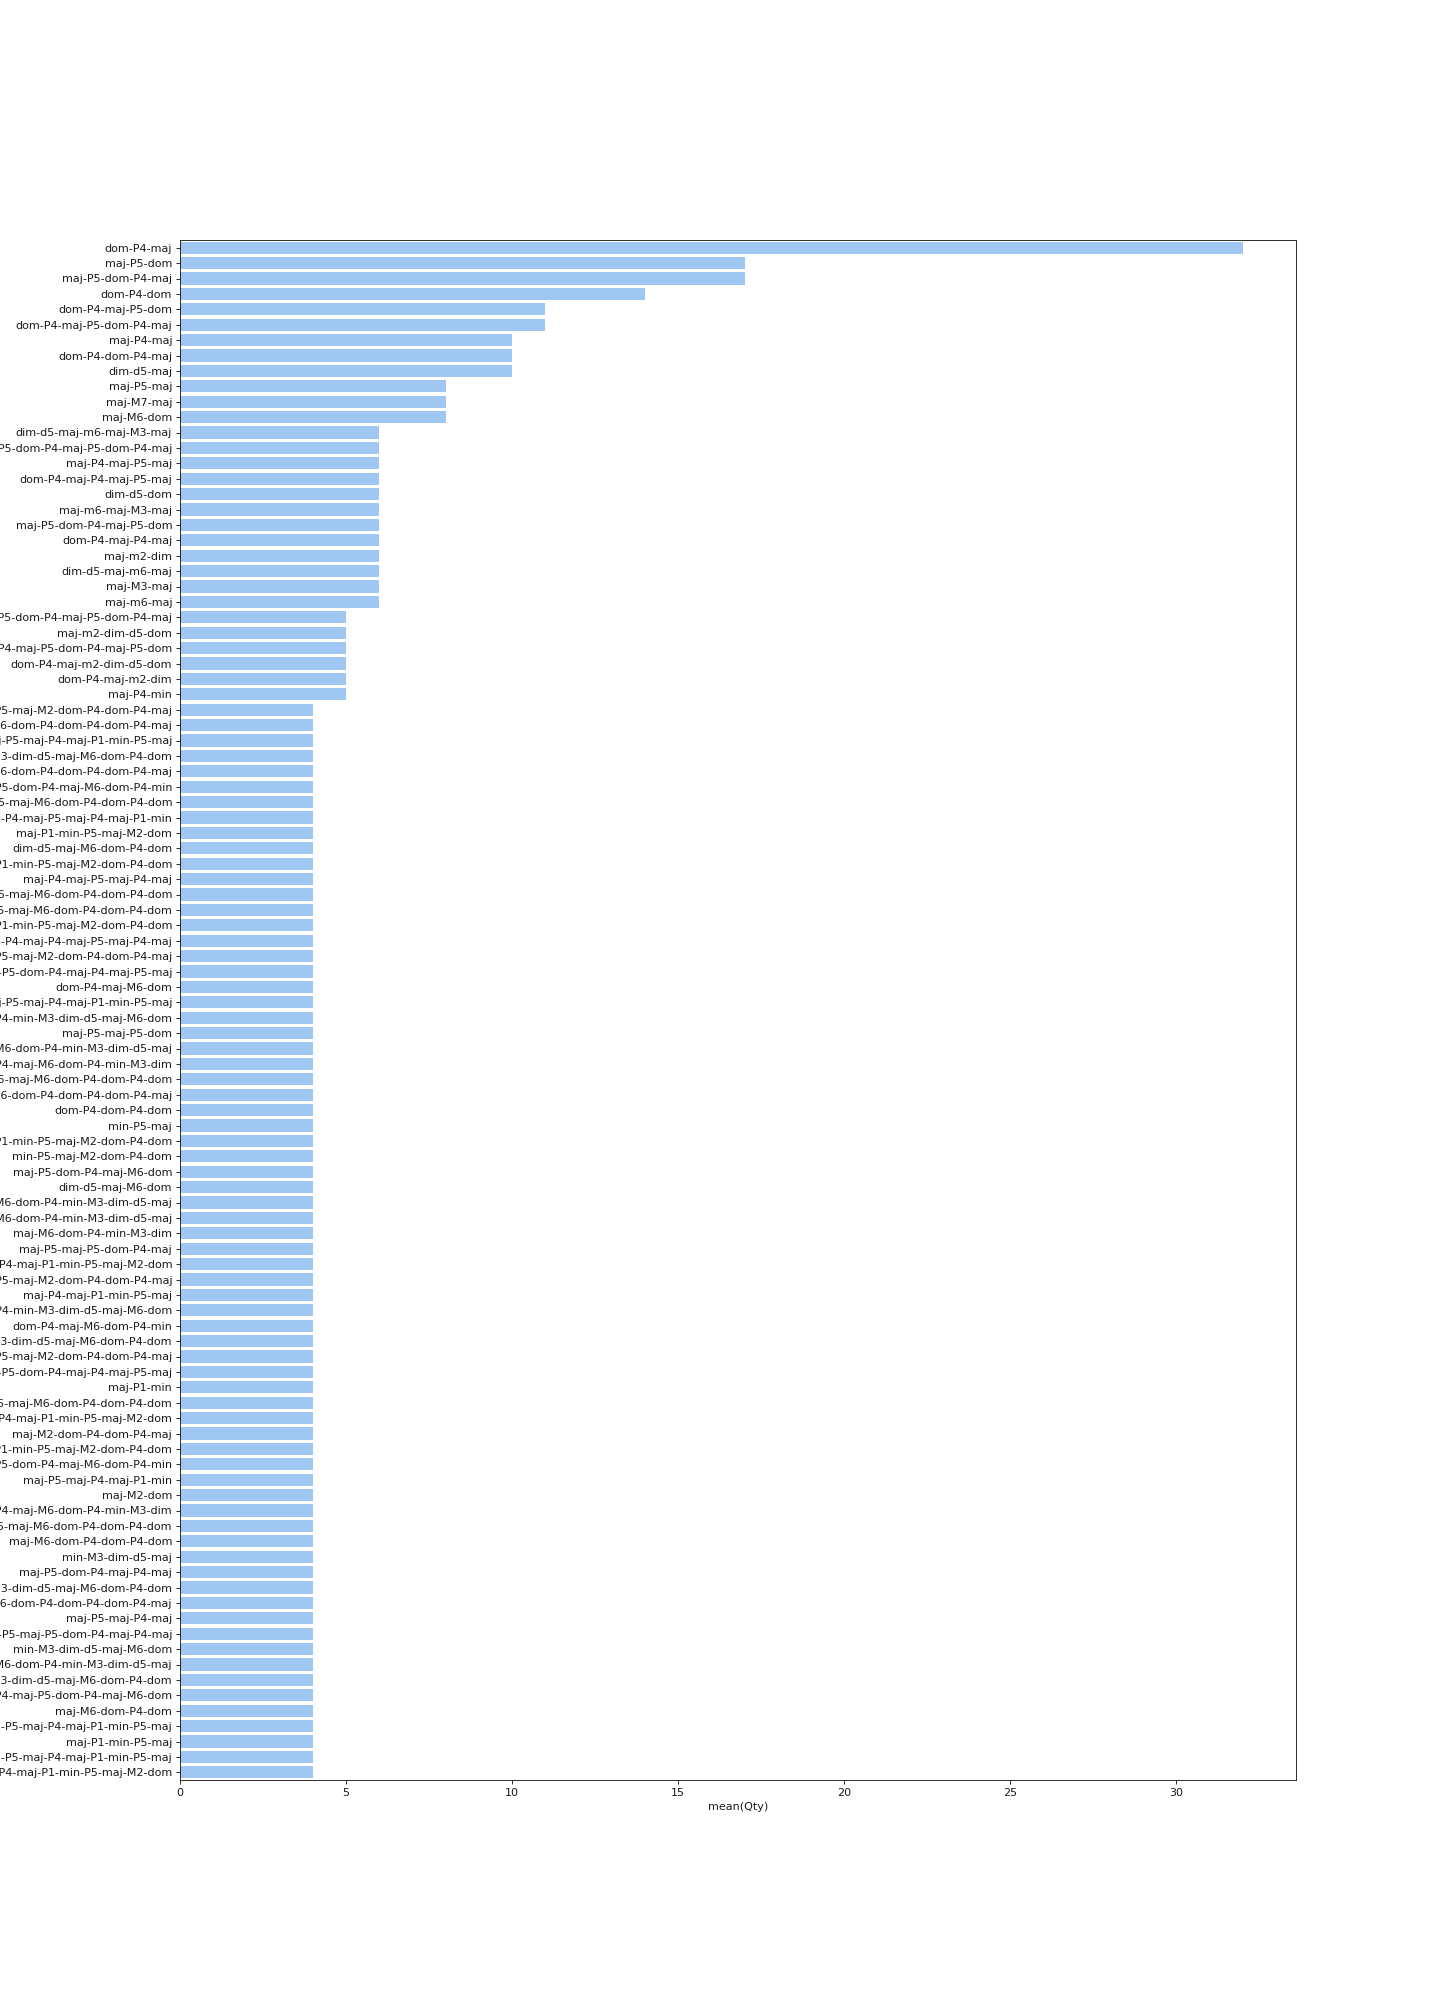 dom-P4-maj
maj-P5-dom
maj-P5-dom-P4-maj
dom-P4-dom
dom-P4-maj-P5-dom
dom-P4-maj-P5-dom-P4-maj
maj-P4-maj
dom-P4-dom-P4-maj
dim-d5-maj
maj-P5-maj
maj-M7-maj
maj-M6-dom
dim-d5-maj-m6-maj-M3-maj
P5-dom-P4-maj-P5-dom-P4-maj
maj-P4-maj-P5-maj
dom-P4-maj-P4-maj-P5-maj
dim-d5-dom
maj-m6-maj-M3-maj
maj-P5-dom-P4-maj-P5-dom
dom-P4-maj-P4-maj
maj-m2-dim
dim-d5-maj-m6-maj
maj-M3-maj
maj-m6-maj
P5-dom-P4-maj-P5-dom-P4-maj
maj-m2-dim-d5-dom
P4-maj-P5-dom-P4-maj-P5-dom
dom-P4-maj-m2-dim-d5-dom
dom-P4-maj-m2-dim
maj-P4-min
P5-maj-M2-dom-P4-dom-P4-maj
6-dom-P4-dom-P4-dom-P4-maj
-P5-maj-P4-maj-P1-min-P5-maj
3-dim-d5-maj-M6-dom-P4-dom
6-dom-P4-dom-P4-dom-P4-maj
P5-dom-P4-maj-M6-dom-P4-min
5-maj-M6-dom-P4-dom-P4-dom
-P4-maj-P5-maj-P4-maj-P1-min
maj-P1-min-P5-maj-M2-dom
dim-d5-maj-M6-dom-P4-dom
P1-min-P5-maj-M2-dom-P4-dom
maj-P4-maj-P5-maj-P4-maj
5-maj-M6-dom-P4-dom-P4-dom
5-maj-M6-dom-P4-dom-P4-dom
P1-min-P5-maj-M2-dom-P4-dom
-P4-maj-P4-maj-P5-maj-P4-maj
P5-maj-M2-dom-P4-dom-P4-maj
-P5-dom-P4-maj-P4-maj-P5-maj
dom-P4-maj-M6-dom
-P5-maj-P4-maj-P1-min-P5-maj
P4-min-M3-dim-d5-maj-M6-dom
maj-P5-maj-P5-dom
M6-dom-P4-min-M3-dim-d5-maj
P4-maj-M6-dom-P4-min-M3-dim
5-maj-M6-dom-P4-dom-P4-dom
6-dom-P4-dom-P4-dom-P4-maj
dom-P4-dom-P4-dom
min-P5-maj
P1-min-P5-maj-M2-dom-P4-dom
min-P5-maj-M2-dom-P4-dom
maj-P5-dom-P4-maj-M6-dom
dim-d5-maj-M6-dom
M6-dom-P4-min-M3-dim-d5-maj
M6-dom-P4-min-M3-dim-d5-maj
maj-M6-dom-P4-min-M3-dim
maj-P5-maj-P5-dom-P4-maj
P4-maj-P1-min-P5-maj-M2-dom
P5-maj-M2-dom-P4-dom-P4-maj
maj-P4-maj-P1-min-P5-maj
P4-min-M3-dim-d5-maj-M6-dom
dom-P4-maj-M6-dom-P4-min
3-dim-d5-maj-M6-dom-P4-dom
P5-maj-M2-dom-P4-dom-P4-maj
-P5-dom-P4-maj-P4-maj-P5-maj
maj-P1-min
5-maj-M6-dom-P4-dom-P4-dom
P4-maj-P1-min-P5-maj-M2-dom
maj-M2-dom-P4-dom-P4-maj
P1-min-P5-maj-M2-dom-P4-dom
P5-dom-P4-maj-M6-dom-P4-min
maj-P5-maj-P4-maj-P1-min
maj-M2-dom
P4-maj-M6-dom-P4-min-M3-dim
5-maj-M6-dom-P4-dom-P4-dom
maj-M6-dom-P4-dom-P4-dom
min-M3-dim-d5-maj
maj-P5-dom-P4-maj-P4-maj
3-dim-d5-maj-M6-dom-P4-dom
6-dom-P4-dom-P4-dom-P4-maj
maj-P5-maj-P4-maj
-P5-maj-P5-dom-P4-maj-P4-maj
min-M3-dim-d5-maj-M6-dom
M6-dom-P4-min-M3-dim-d5-maj
3-dim-d5-maj-M6-dom-P4-dom
P4-maj-P5-dom-P4-maj-M6-dom
maj-M6-dom-P4-dom
-P5-maj-P4-maj-P1-min-P5-maj
maj-P1-min-P5-maj
-P5-maj-P4-maj-P1-min-P5-maj
P4-maj-P1-min-P5-maj-M2-dom
0 5 10 15 20 25 30
mean(Qty)